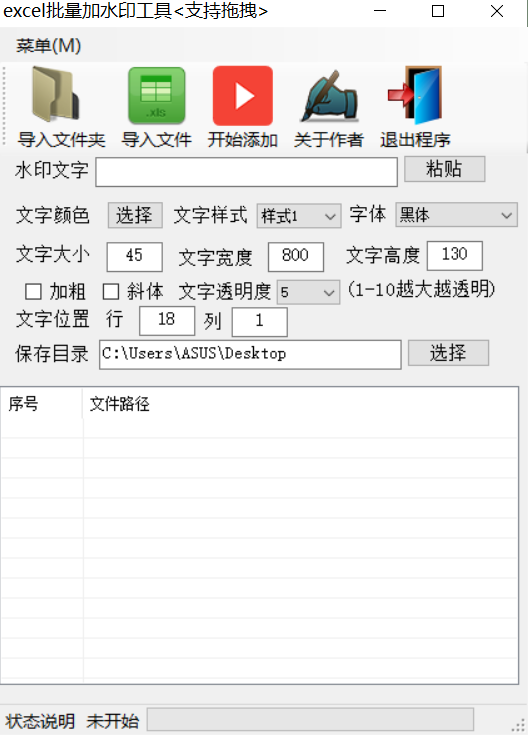 excel批量加水印工具<支持拖拽>
菜单(M)
.xls
导入文件夹 导入文件 开始添加 关于作者 退出程序
水印文字 粘贴
文字颜色 选择 文字样式 样式1 字体 黑体
文字大小 45 文字宽度 800 文字高度 130
加粗 斜体 文字透明度 5 (1-10越大越透明)
文字位置 行 18 列 1
保存目录 C:\Users\ASUS\Desktop 选择
序号 文件路径
状态说明 未开始